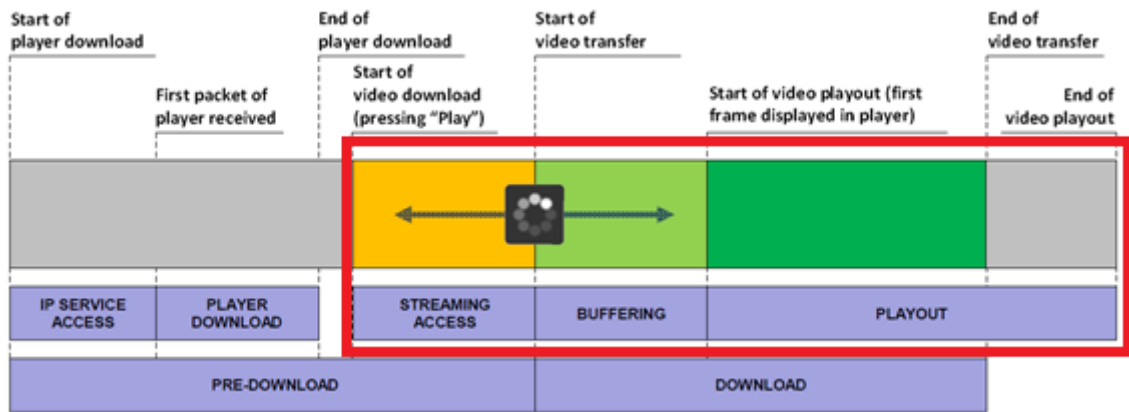 Start of
player download
End of
player download
Start of
video transfer
End of
video transfer
First packet of
player received
Start of
video download
(pressing "Play")
Start of video playout (first
frame displayed in player)
End of
video playout
IP SERVICE
ACCESS
PLAYER
DOWNLOAD
STREAMING
ACCESS
BUFFERING
PLAYOUT
PRE-DOWNLOAD
DOWNLOAD